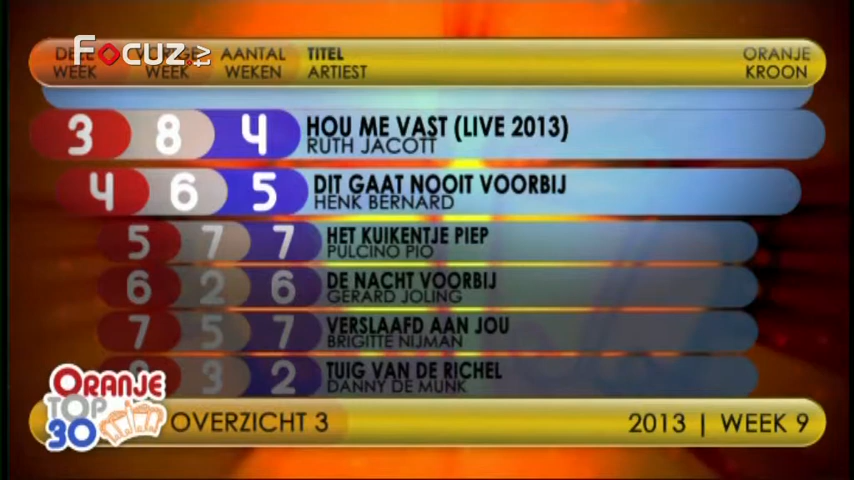 FOCUZ.TV
DEZE WEEK
WEEK
AANTAL WEKEN
TITEL
ARTIEST
ORANJE KROON
3 8 4 HOU ME VAST (LIVE 2013)
RUTH JACOTT
4 6 5 DIT GAAT NOOIT VOORBIJ
HENK BERNARD
5 7 7 HET KUIKENTJE PIEP
PULCINO PIO
6 2 6 DE NACHT VOORBIJ
GERARD JOLING
7 5 7 VERSLAAFD AAN JOU
BRIGITTE NIJMAN
3 2 TUIG VAN DE RICHEL
DANNY DE MUNK
ORANJE
TOP
30
OVERZICHT 3
2013 | WEEK 9